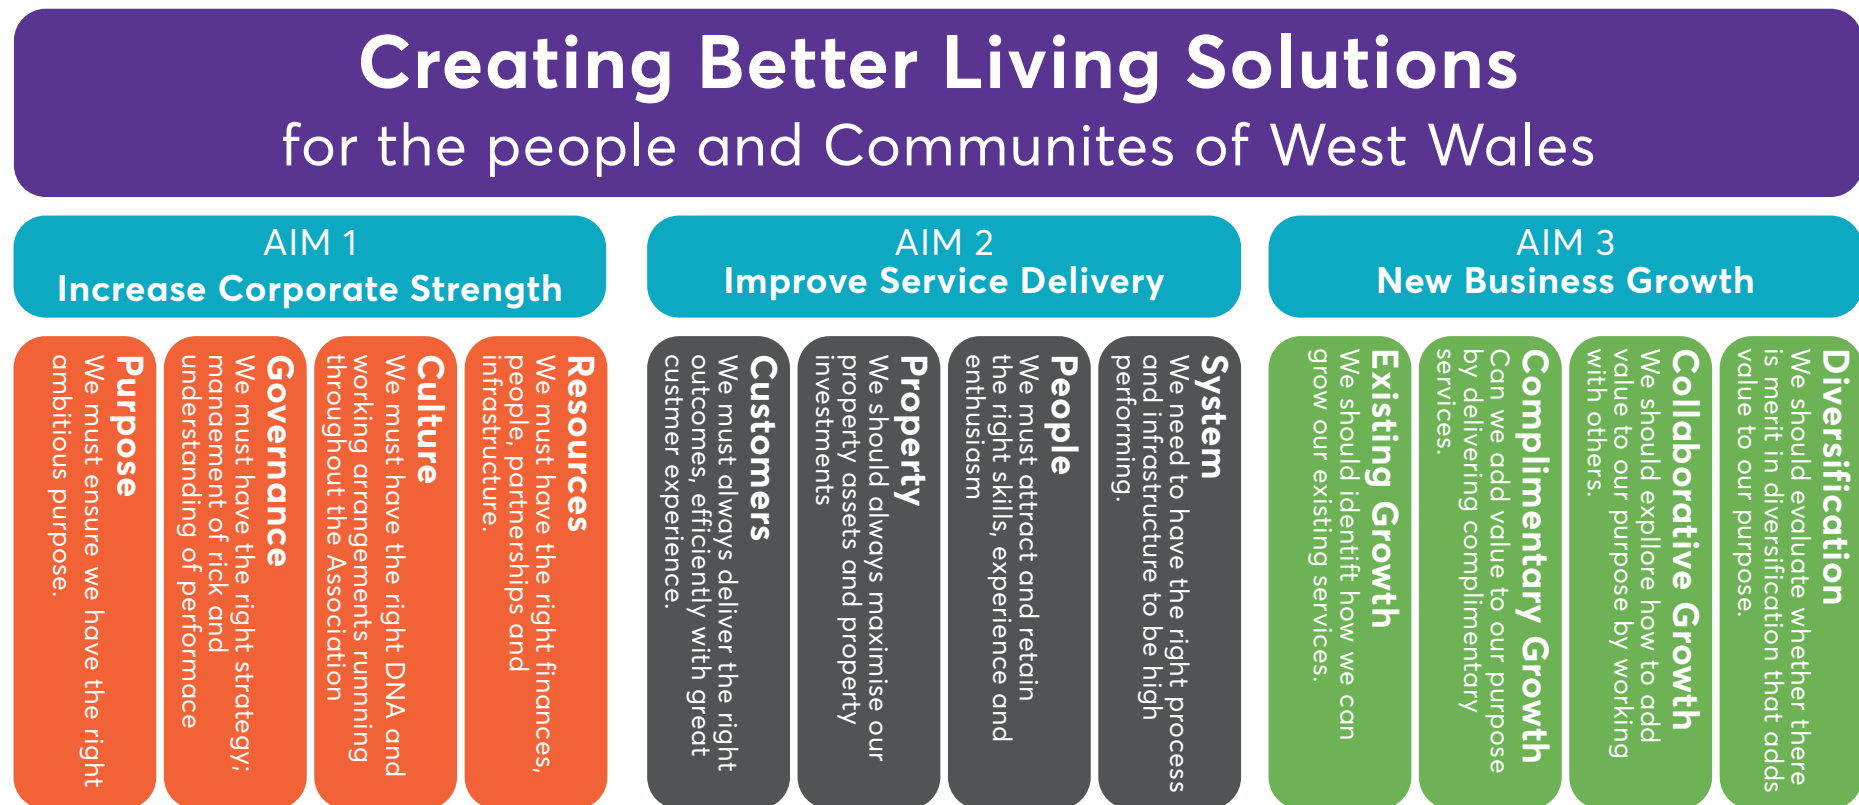 Creating Better Living Solutions
for the people and Communites of West Wales
AIM 1
Increase Corporate Strength
Purpose
We must ensure we have the right
ambitious purpose.
Governance
We must have the right strategy;
manaement of rick and
understanding of performace
Culture
We must have the right DNA and
working arrangements runnning
through out the Association
Resources
We must have the right finances,
people, partnerships and
infrastructure.
AIM 2
Improve Service Delivery
Customers
We must always deliver the right
outcomes, efficiently with great
custmer experience.
Property
We should always maximise our
property assets and property
investments
People
We must attract and retain
the right skills, experience and
enthusiasm
System
We need to have the right process
and infrastructure to be high
performing.
AIM 3
New Business Growth
Existing Growth
We should identift how we can
grow our existing services.
Complimentary Growth
Can we add value to our purpose
by delivering complimentary
services.
Collaborative Growth
We should expllore how to add
value to our purpose by working
with others.
Diversification
We should evaluate whether there
is merit in diversification that adds
value to our purpose.